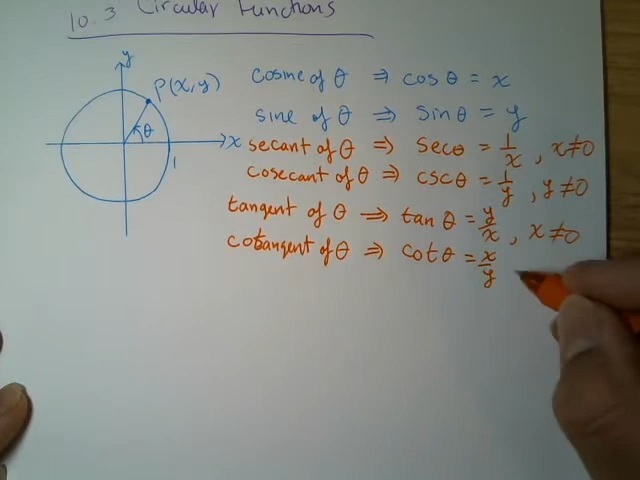 10.3 Circular Functions
y
P(x,y)
θ
x
1
cosine of θ ⇒ cos θ = x
sine of θ ⇒ sin θ = y
secant of θ ⇒ sec θ = 1/x , x≠0
cosecant of θ ⇒ csc θ = 1/y , y≠0
tangent of θ ⇒ tan θ = y/x , x≠0
cotangent of θ ⇒ cot θ = x/y